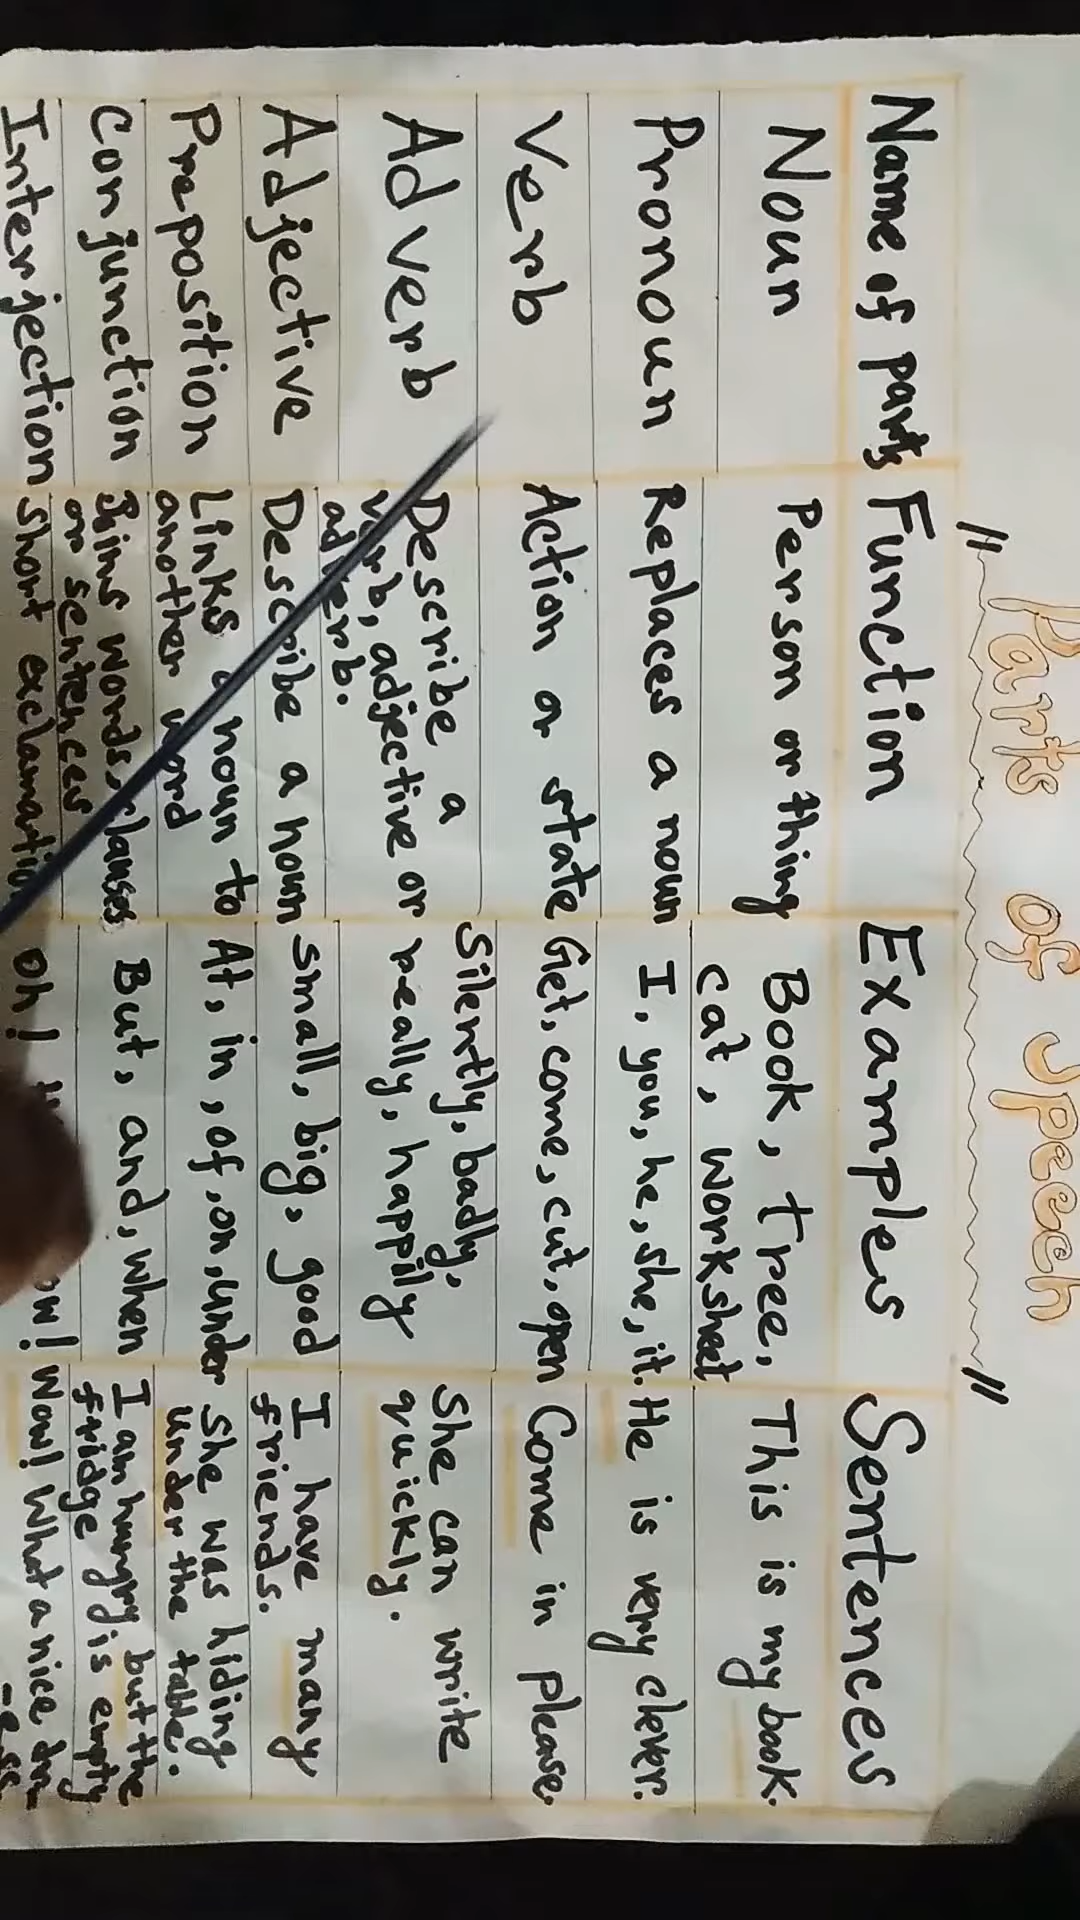 "Parts of Speech"
Name of parts Function Examples Sentences
Noun Person or thing Book, tree, This is my book.
cat, worksheet
Pronoun Replaces a noun I, you, he, she, it. He is very clever.
Verb Action or state Get, come, cut, open Come in please.
Adverb Describe a Silently, badly, She can write
verb, adjective or really, happily quickly.
adverb.
Adjective Describe a noun small, big, good I have many
friends.
Preposition Links a noun to At, in, of, on, under She was hiding
another word under the table.
Conjunction Joins words, clauses But, and, when I am hungry but the
or sentences fridge is empty
Interjection short exclamation oh! Wow! What a nice